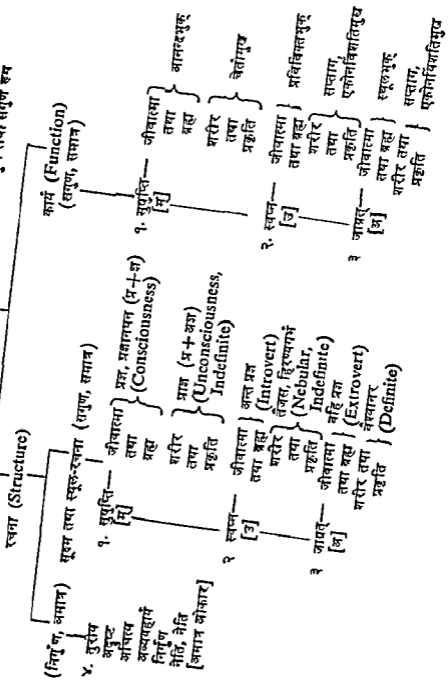 रचना (Structure)
(निर्गुण, अमात्र)
४. तुरीय
अदृष्ट
अचिंत्य
अव्यवहार्य
निर्गुण
नेति, नेति
[अमात्र ओंकार]
सूक्ष्म तथा स्थूल-रचना (सगुण, समात्र)
१. सुषुप्ति—
[म्]
जीवात्मा
तथा
ब्रह्म
प्रज्ञ, प्रज्ञानघन (प्र+ज्ञ)
(Consciousness)
शरीर
तथा
प्रकृति
प्राज्ञ (प्र+अज्ञ)
(Unconsciousness,
Indefinite)
२ स्वप्न—
[उ]
जीवात्मा
तथा ब्रह्म
अन्त प्रज्ञ
(Introvert)
शरीर
तथा
प्रकृति
तैजस, हिरण्यगर्भ
(Nebular,
Indefinite)
३ जाग्रत्—
[अ]
जीवात्मा
तथा ब्रह्म
बहि प्रज्ञ
(Extrovert)
शरीर तथा
प्रकृति
वैश्वानर
(Definite)
कार्य (Function)
(सगुण, समात्र)
१. सुषुप्ति—
[म्]
जीवात्मा
तथा
ब्रह्म
आनन्दभुक्
शरीर
तथा
प्रकृति
चेतोमुख
२. स्वप्न—
[उ]
जीवात्मा
तथा ब्रह्म
प्रविविक्तभुक्
शरीर
तथा
प्रकृति
सप्तांग,
एकोनविंशतिमुख
३ जाग्रत्—
[अ]
जीवात्मा
तथा ब्रह्म
स्थूलभुक्
शरीर तथा
प्रकृति
सप्तांग,
एकोनविंशतिमुख